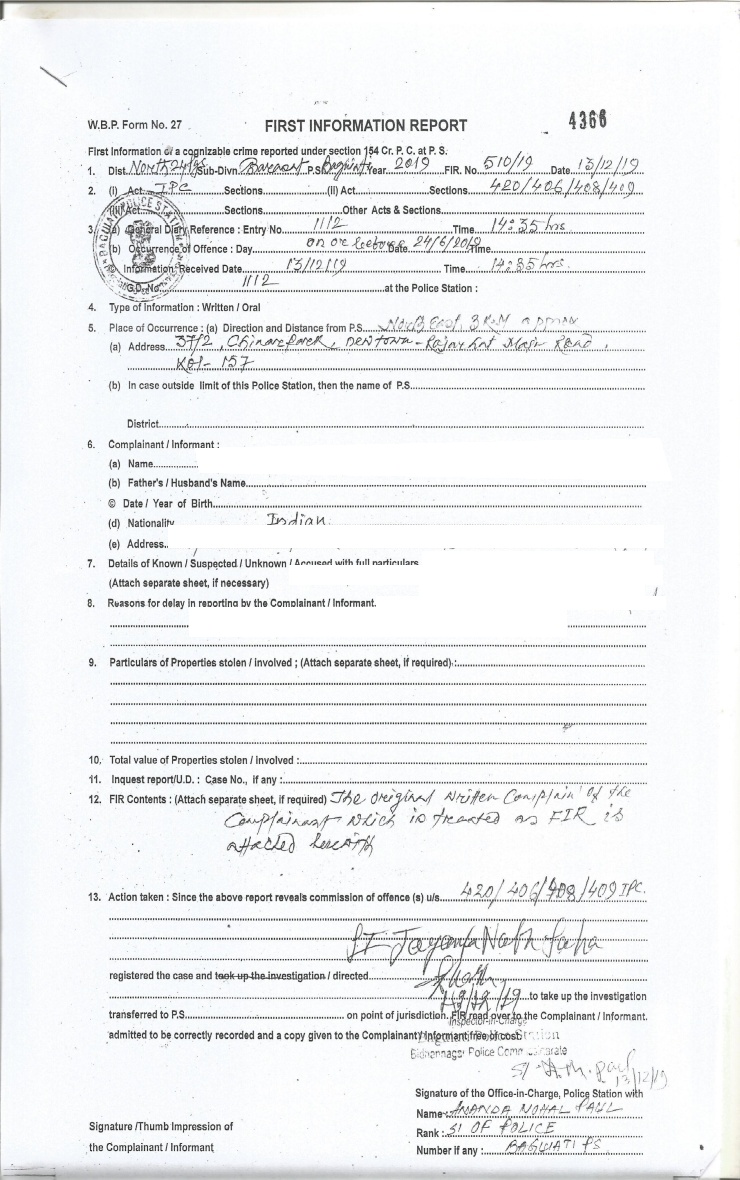 4366
W.B.P. Form No. 27 FIRST INFORMATION REPORT
First Information of a cognizable crime reported under section 154 Cr. P. C. at P. S.
1. Dist. North 24 Pgs Sub-Divn. Barasat P.S. Baguiati Year 2019 FIR. No. 510/19 Date 13/12/19
2. (I) Act IPC Sections (II) Act Sections 420/406/408/409
Act Sections Other Acts & Sections
3. (a) General Diary Reference : Entry No. 1112 Time 14:35 hrs
(b) Occurrence of Offence : Day on or before Date 24/6/2019 Time
© Information Received Date 13/12/19 Time 14:35 hrs.
G.D. No. 1112 at the Police Station :
4. Type of Information : Written / Oral
5. Place of Occurrence : (a) Direction and Distance from P.S. North East, 3 KM
(a) Address 37/2, Chinar Park, Newtown - Rajarhat Main Road,
Kol- 157
(b) In case outside limit of this Police Station, then the name of P.S.
District
6. Complainant / Informant :
(a) Name
(b) Father's / Husband's Name
© Date / Year of Birth
(d) Nationality Indian
(e) Address
7. Details of Known / Suspected / Unknown / Accused with full particulars
(Attach separate sheet, if necessary)
8. Reasons for delay in reporting by the Complainant / Informant.
9. Particulars of Properties stolen / involved ; (Attach separate sheet, if required) :
10. Total value of Properties stolen / Involved :
11. Inquest report/U.D. : Case No., if any :
12. FIR Contents : (Attach separate sheet, if required) The original written Complain of the
Complainant which is treated as FIR is
attached herewith
13. Action taken : Since the above report reveals commission of offence (s) u/s 420/406/408/409 IPC.
SI Jayanta Nath Saha
registered the case and took up the investigation / directed
13/12/19 to take up the investigation
transferred to P.S. on point of jurisdiction. FIR read over to the Complainant / Informant.
Inspector-in-Charge
admitted to be correctly recorded and a copy given to the Complainant/Informant free of cost.
Bidhannagar Police Commissionerate
13/12/19
Signature of the Office-in-Charge, Police Station with
Name: ANANDA MOHAL PAUL
Signature /Thumb Impression of
Rank : SI OF POLICE
the Complainant / Informant
Number if any : BAGUIATI PS